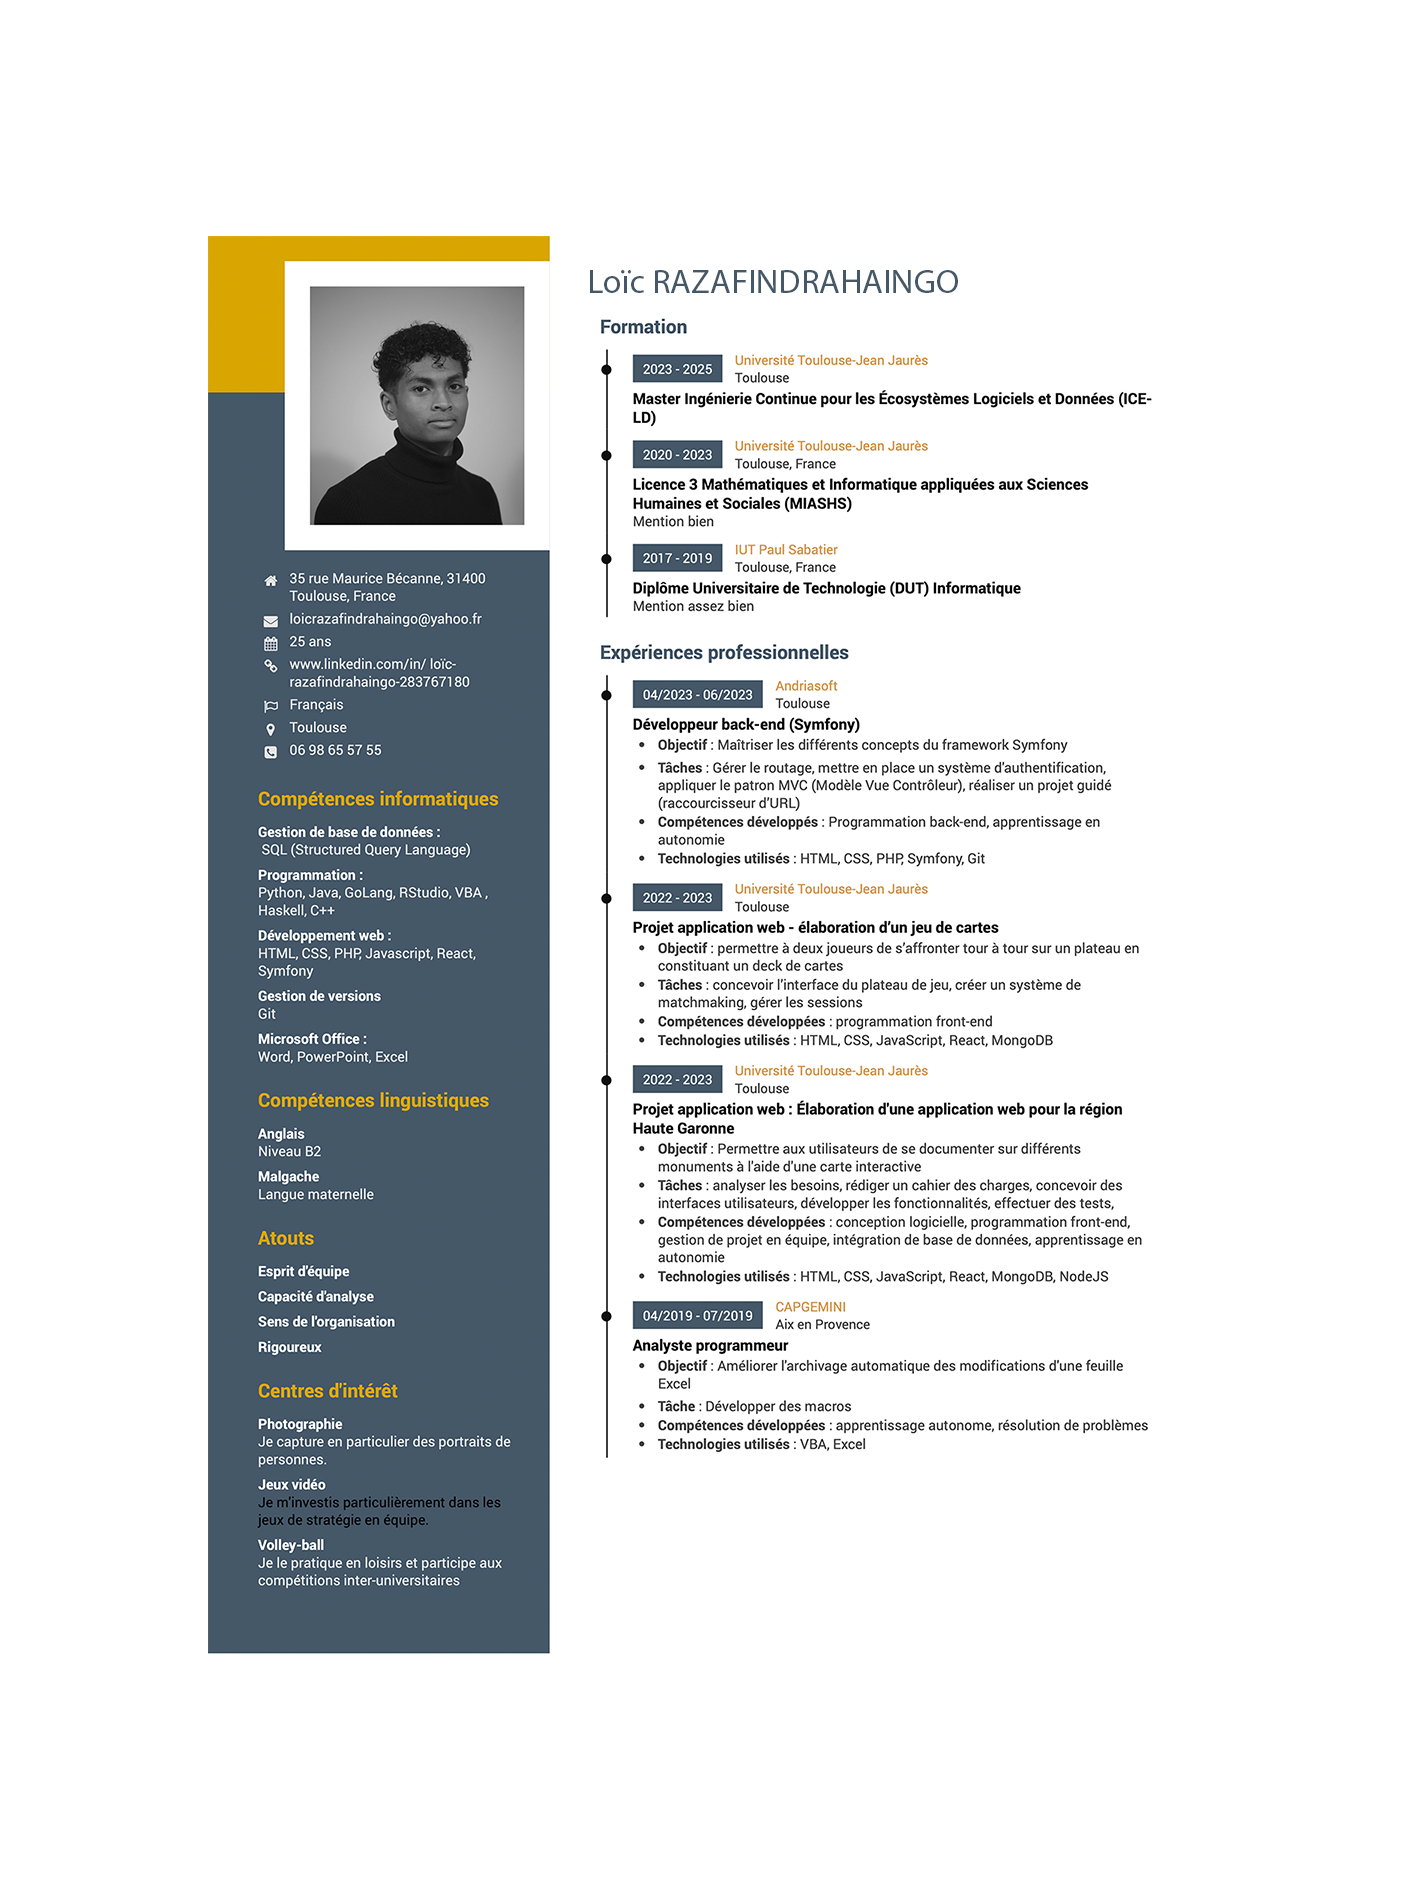 35 rue Maurice Bécanne, 31400
Toulouse, France
loicrazafindrahaingo@yahoo.fr
25 ans
www.linkedin.com/in/ loïc-
razafindrahaingo-283767180
Français
Toulouse
06 98 65 57 55
Compétences informatiques
Gestion de base de données :
SQL (Structured Query Language)
Programmation :
Python, Java, GoLang, RStudio, VBA ,
Haskell, C++
Développement web :
HTML, CSS, PHP, Javascript, React,
Symfony
Gestion de versions
Git
Microsoft Office :
Word, PowerPoint, Excel
Compétences linguistiques
Anglais
Niveau B2
Malgache
Langue maternelle
Atouts
Esprit d'équipe
Capacité d'analyse
Sens de l'organisation
Rigoureux
Centres d'intérêt
Photographie
Je capture en particulier des portraits de
personnes.
Jeux vidéo
Je m'investis particulièrement dans les
jeux de stratégie en équipe.
Volley-ball
Je le pratique en loisirs et participe aux
compétitions inter-universitaires
Loïc RAZAFINDRAHAINGO
Formation
2023 - 2025
Université Toulouse-Jean Jaurès
Toulouse
Master Ingénierie Continue pour les Écosystèmes Logiciels et Données (ICE-
LD)
2020 - 2023
Université Toulouse-Jean Jaurès
Toulouse, France
Licence 3 Mathématiques et Informatique appliquées aux Sciences
Humaines et Sociales (MIASHS)
Mention bien
2017 - 2019
IUT Paul Sabatier
Toulouse, France
Diplôme Universitaire de Technologie (DUT) Informatique
Mention assez bien
Expériences professionnelles
04/2023 - 06/2023
Andriasoft
Toulouse
Développeur back-end (Symfony)
• Objectif : Maîtriser les différents concepts du framework Symfony
• Tâches : Gérer le routage, mettre en place un système d'authentification,
appliquer le patron MVC (Modèle Vue Contrôleur), réaliser un projet guidé
(raccourcisseur d'URL)
• Compétences développés : Programmation back-end, apprentissage en
autonomie
• Technologies utilisés : HTML, CSS, PHP, Symfony, Git
2022 - 2023
Université Toulouse-Jean Jaurès
Toulouse
Projet application web - élaboration d'un jeu de cartes
• Objectif : permettre à deux joueurs de s'affronter tour à tour sur un plateau en
constituant un deck de cartes
• Tâches : concevoir l'interface du plateau de jeu, créer un système de
matchmaking, gérer les sessions
• Compétences développées : programmation front-end
• Technologies utilisés : HTML, CSS, JavaScript, React, MongoDB
2022 - 2023
Université Toulouse-Jean Jaurès
Toulouse
Projet application web : Élaboration d'une application web pour la région
Haute Garonne
• Objectif : Permettre aux utilisateurs de se documenter sur différents
monuments à l'aide d'une carte interactive
• Tâches : analyser les besoins, rédiger un cahier des charges, concevoir des
interfaces utilisateurs, développer les fonctionnalités, effectuer des tests,
• Compétences développées : conception logicielle, programmation front-end,
gestion de projet en équipe, intégration de base de données, apprentissage en
autonomie
• Technologies utilisés : HTML, CSS, JavaScript, React, MongoDB, NodeJS
04/2019 - 07/2019
CAPGEMINI
Aix en Provence
Analyste programmeur
• Objectif : Améliorer l'archivage automatique des modifications d'une feuille
Excel
• Tâche : Développer des macros
• Compétences développées : apprentissage autonome, résolution de problèmes
• Technologies utilisés : VBA, Excel